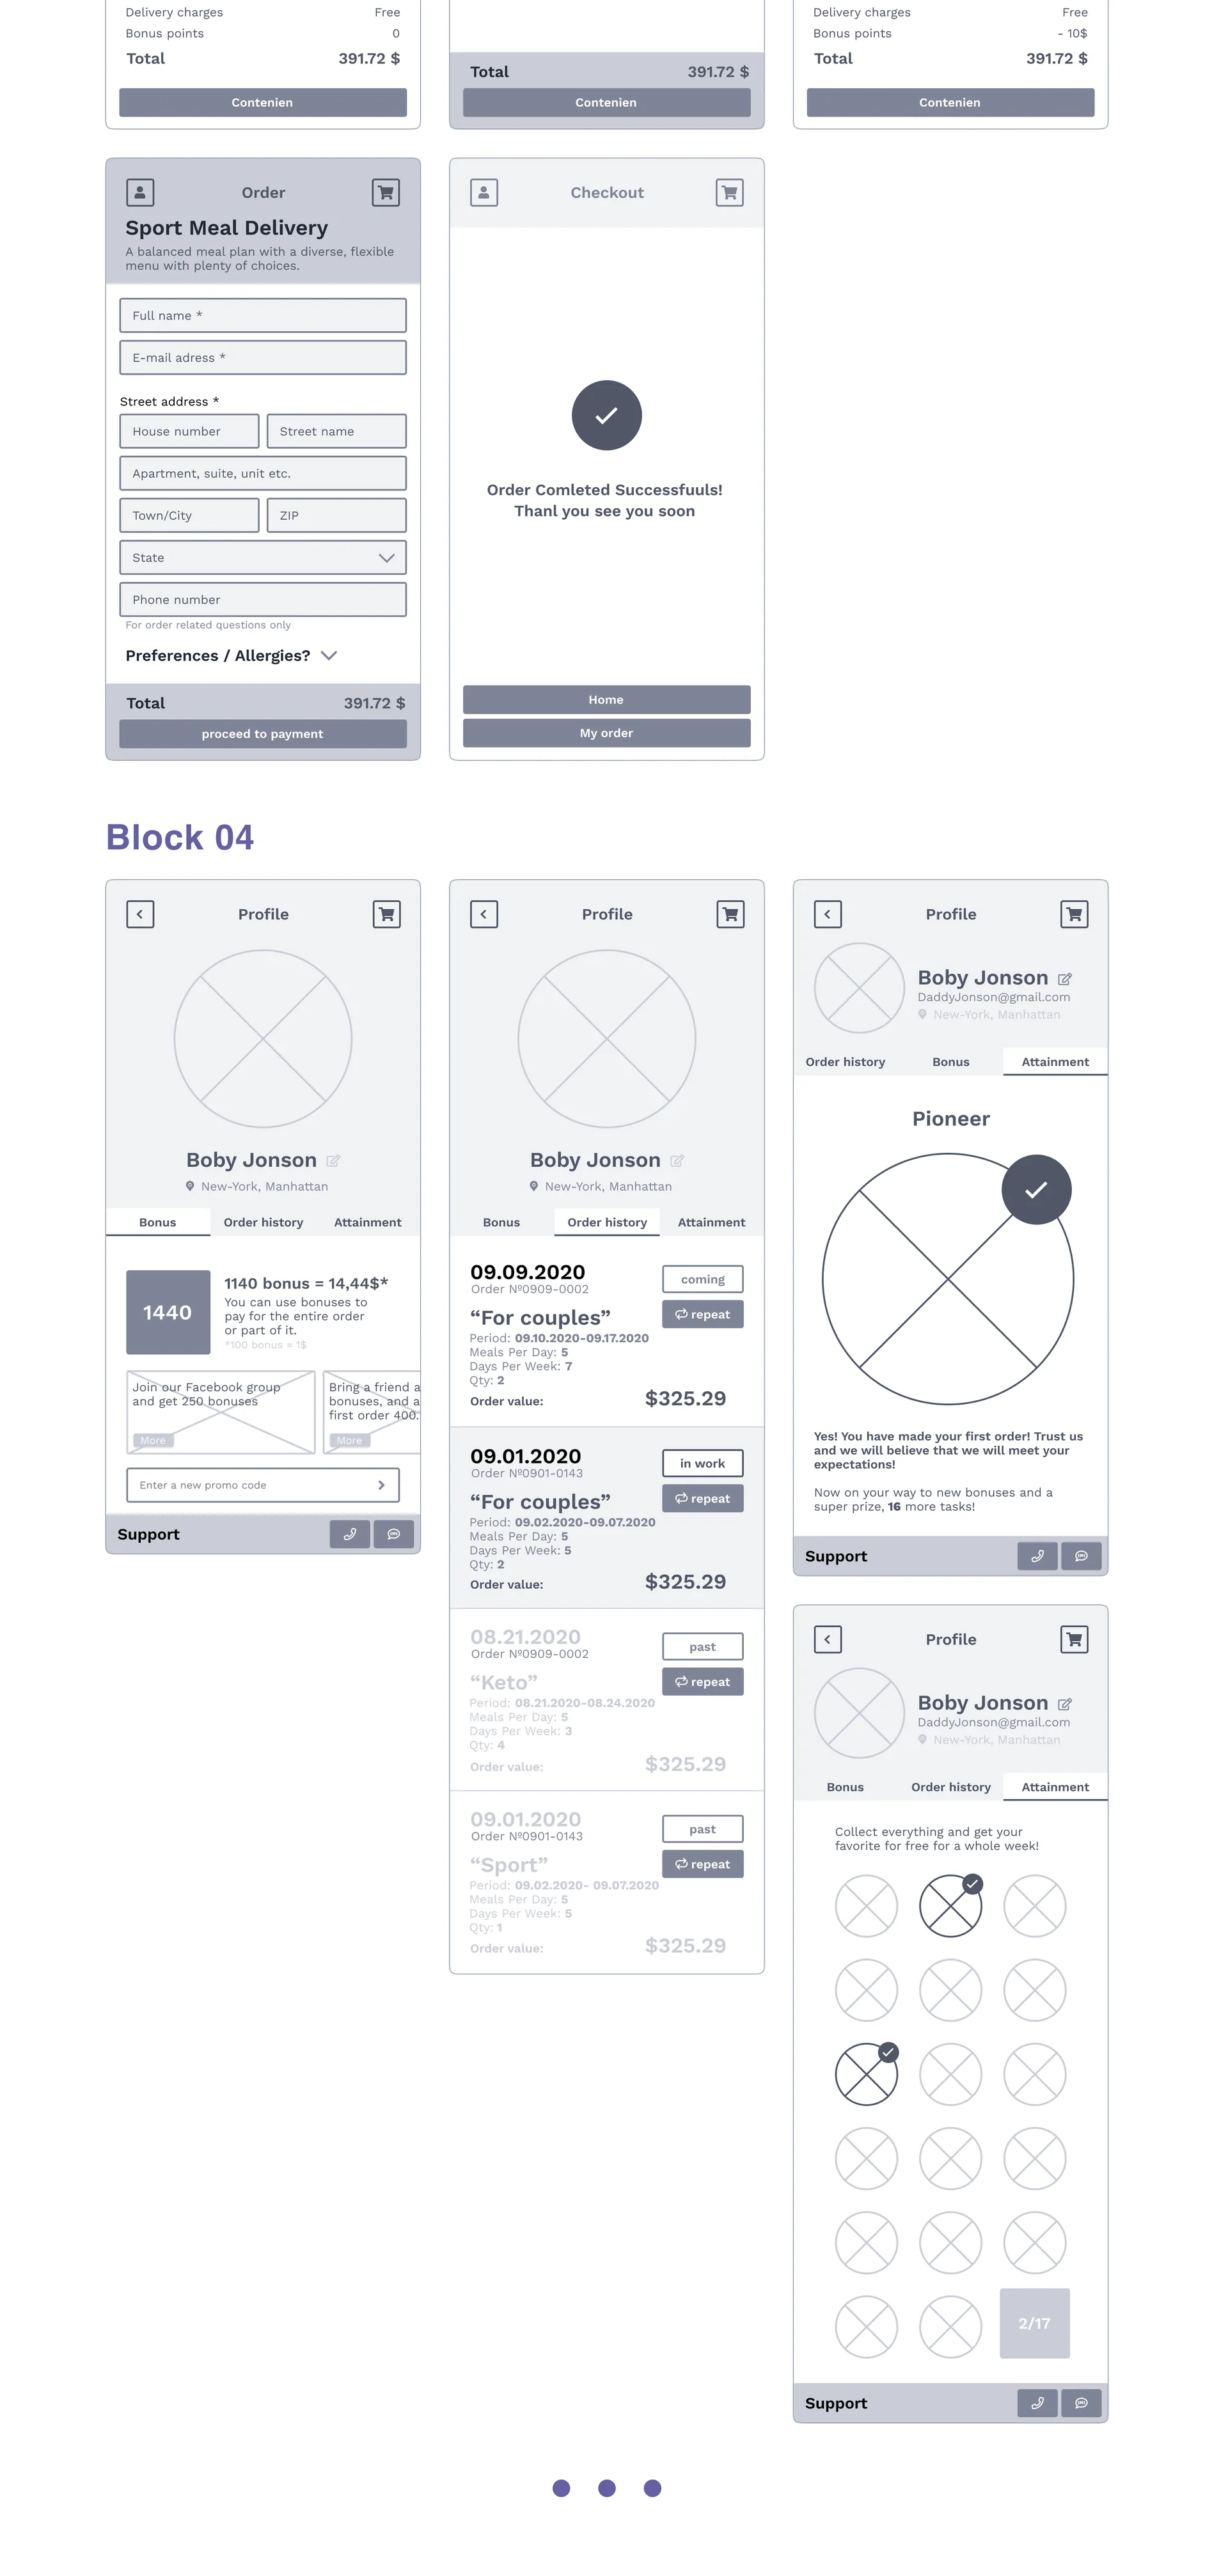 Delivery charges Free
Bonus points 0
Total 391.72 $
Contenien
Total 391.72 $
Contenien
Delivery charges Free
Bonus points - 10$
Total 391.72 $
Contenien
Order
Sport Meal Delivery
A balanced meal plan with a diverse, flexible
menu with plenty of choices.
Full name *
E-mail adress *
Street address *
House number Street name
Apartment, suite, unit etc.
Town/City ZIP
State
Phone number
For order related questions only
Preferences / Allergies?
Total 391.72 $
proceed to payment
Checkout
Order Comleted Successfuuls!
Thanl you see you soon
Home
My order
Block 04
Profile
Boby Jonson
New-York, Manhattan
Bonus Order history Attainment
1440
1140 bonus = 14,44$*
You can use bonuses to
pay for the entire order
or part of it.
*100 bonus = 1$
Join our Facebook group
and get 250 bonuses
More
Bring a friend a
bonuses, and a
first order 400.
More
Enter a new promo code
Support
Profile
Boby Jonson
New-York, Manhattan
Bonus Order history Attainment
09.09.2020 coming
Order №0909-0002
“For couples” repeat
Period: 09.10.2020-09.17.2020
Meals Per Day: 5
Days Per Week: 7
Qty: 2
Order value: $325.29
09.01.2020 in work
Order №0901-0143
“For couples” repeat
Period: 09.02.2020-09.07.2020
Meals Per Day: 5
Days Per Week: 5
Qty: 2
Order value: $325.29
08.21.2020 past
Order №0909-0002
“Keto” repeat
Period: 08.21.2020-08.24.2020
Meals Per Day: 5
Days Per Week: 3
Qty: 4
Order value: $325.29
09.01.2020 past
Order №0901-0143
“Sport” repeat
Period: 09.02.2020- 09.07.2020
Meals Per Day: 5
Days Per Week: 5
Qty: 1
Order value: $325.29
Profile
Boby Jonson
DaddyJonson@gmail.com
New-York, Manhattan
Order history Bonus Attainment
Pioneer
Yes! You have made your first order! Trust us
and we will believe that we will meet your
expectations!
Now on your way to new bonuses and a
super prize, 16 more tasks!
Support
Profile
Boby Jonson
DaddyJonson@gmail.com
New-York, Manhattan
Bonus Order history Attainment
Collect everything and get your
favorite for free for a whole week!
2/17
Support